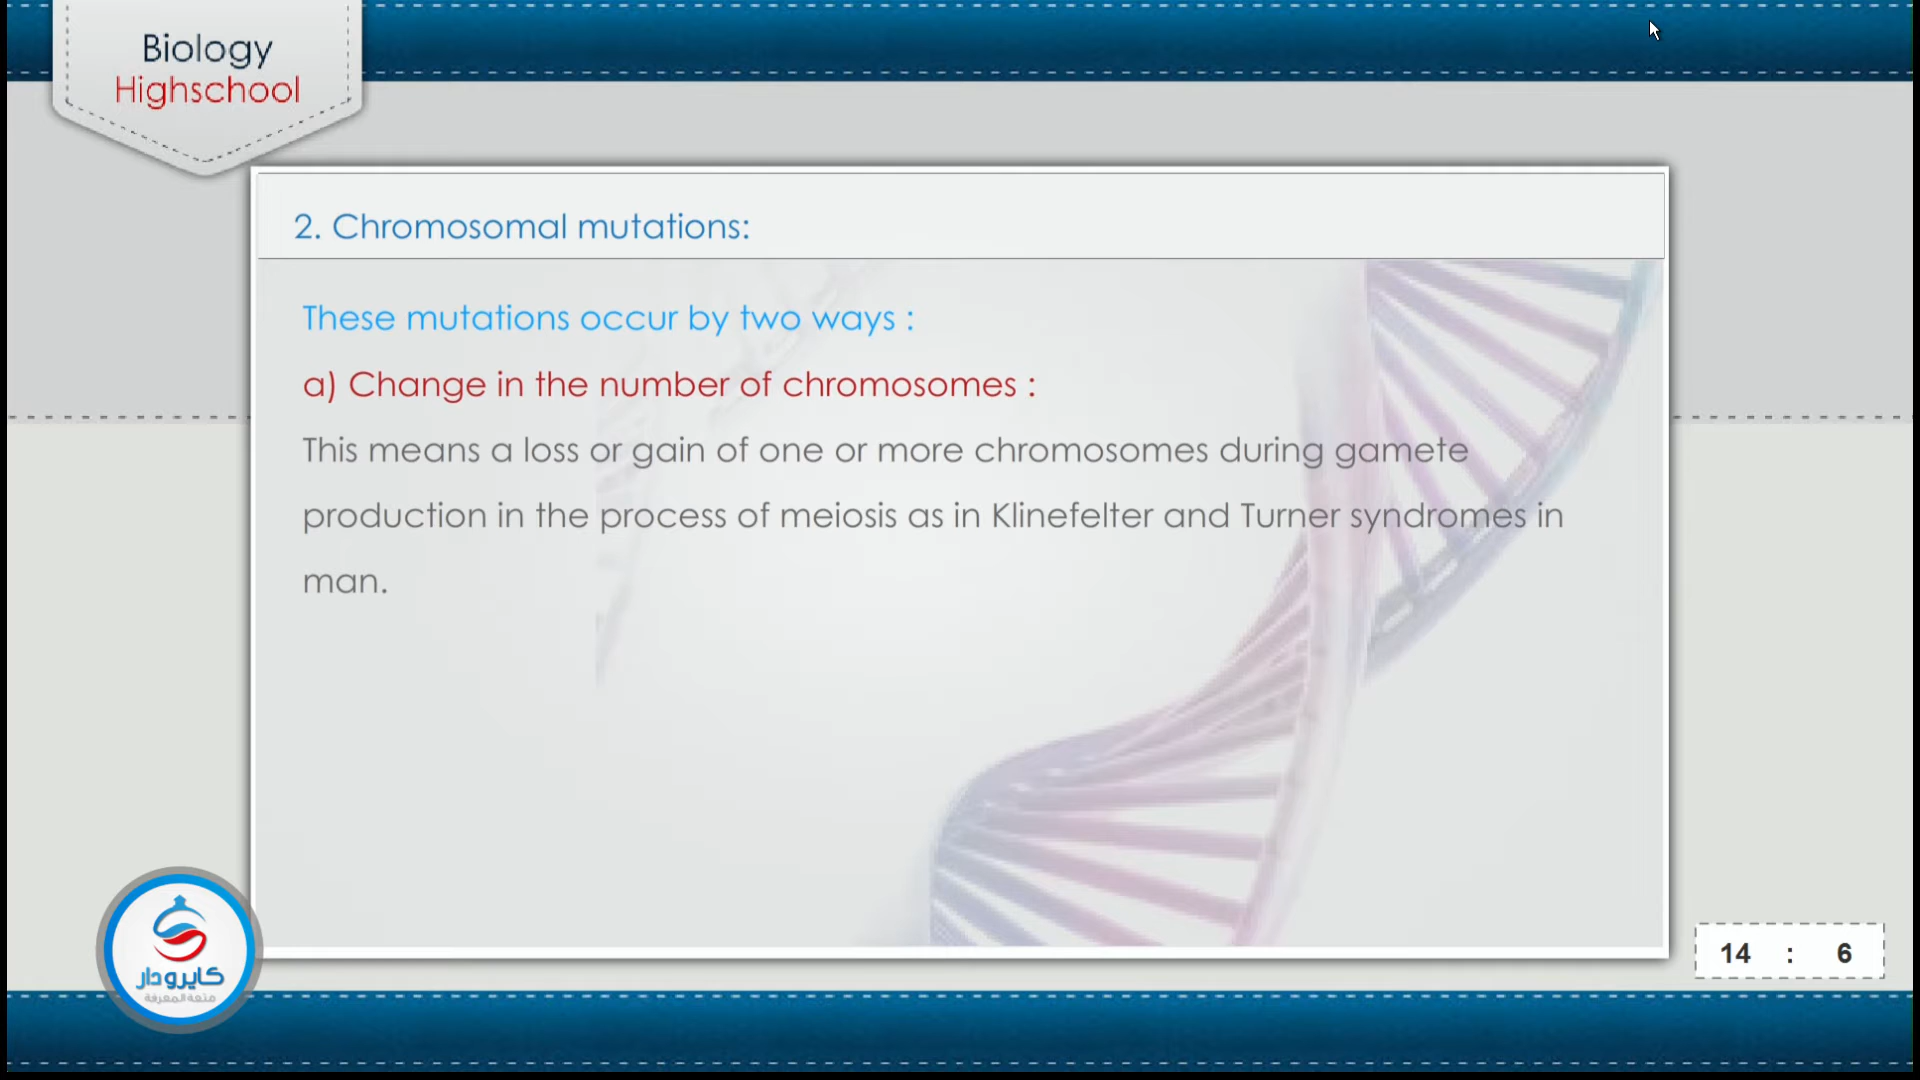 Biology
Highschool
2. Chromosomal mutations:
These mutations occur by two ways :
a) Change in the number of chromosomes :
This means a loss or gain of one or more chromosomes during gamete
production in the process of meiosis as in Klinefelter and Turner syndromes in
man.
كايرودار
متعة المعرفة
14 : 6